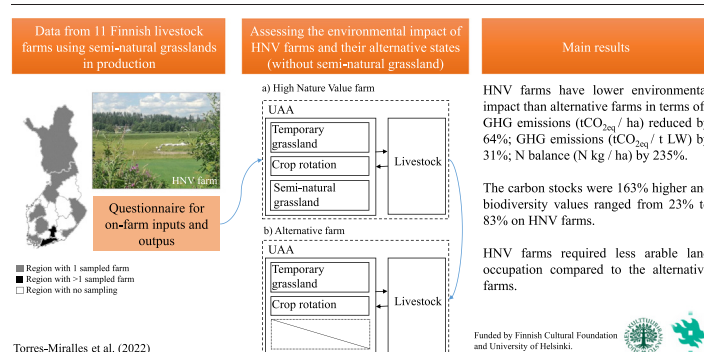 Data from 11 Finnish livestock
farms using semi-natural grasslands
in production
HNV farm
Questionnaire for
on-farm inputs and
outpus
Region with 1 sampled farm
Region with >1 sampled farm
Region with no sampling
Torres-Miralles et al. (2022)
Assessing the environmental impact of
HNV farms and their alternative states
(without semi-natural grassland)
a) High Nature Value farm
UAA
Temporary
grassland
Crop rotation
Semi-natural
grassland
Livestock
b) Alternative farm
UAA
Temporary
grassland
Crop rotation
Livestock
Main results
HNV farms have lower environmenta
impact than alternative farms in terms of
GHG emissions (tCO2eq / ha) reduced by
64%; GHG emissions (tCO2eq / t LW) by
31%; N balance (N kg / ha) by 235%.
The carbon stocks were 163% higher an
biodiversity values ranged from 23% t
83% on HNV farms.
HNV farms required less arable lan
occupation compared to the alternativ
farms.
Funded by Finnish Cultural Foundation
and University of Helsinki.